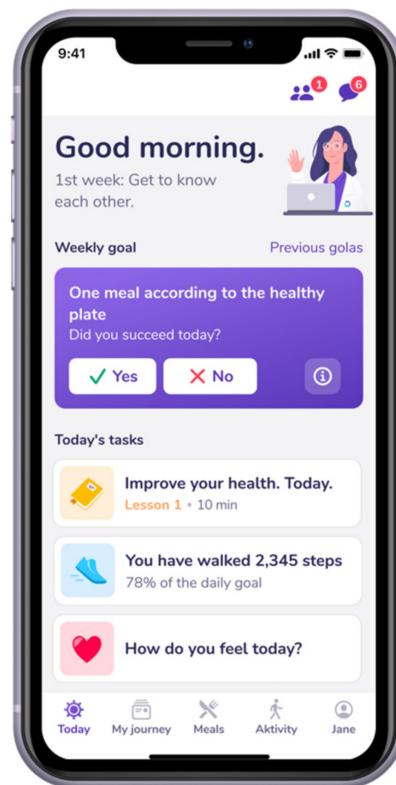 9:41
1
6
Good morning.
1st week: Get to know
each other.
Weekly goal
Previous golas
One meal according to the healthy
plate
Did you succeed today?
Yes
No
Today's tasks
Improve your health. Today.
Lesson 1 • 10 min
You have walked 2,345 steps
78% of the daily goal
How do you feel today?
Today
My journey
Meals
Aktivity
Jane